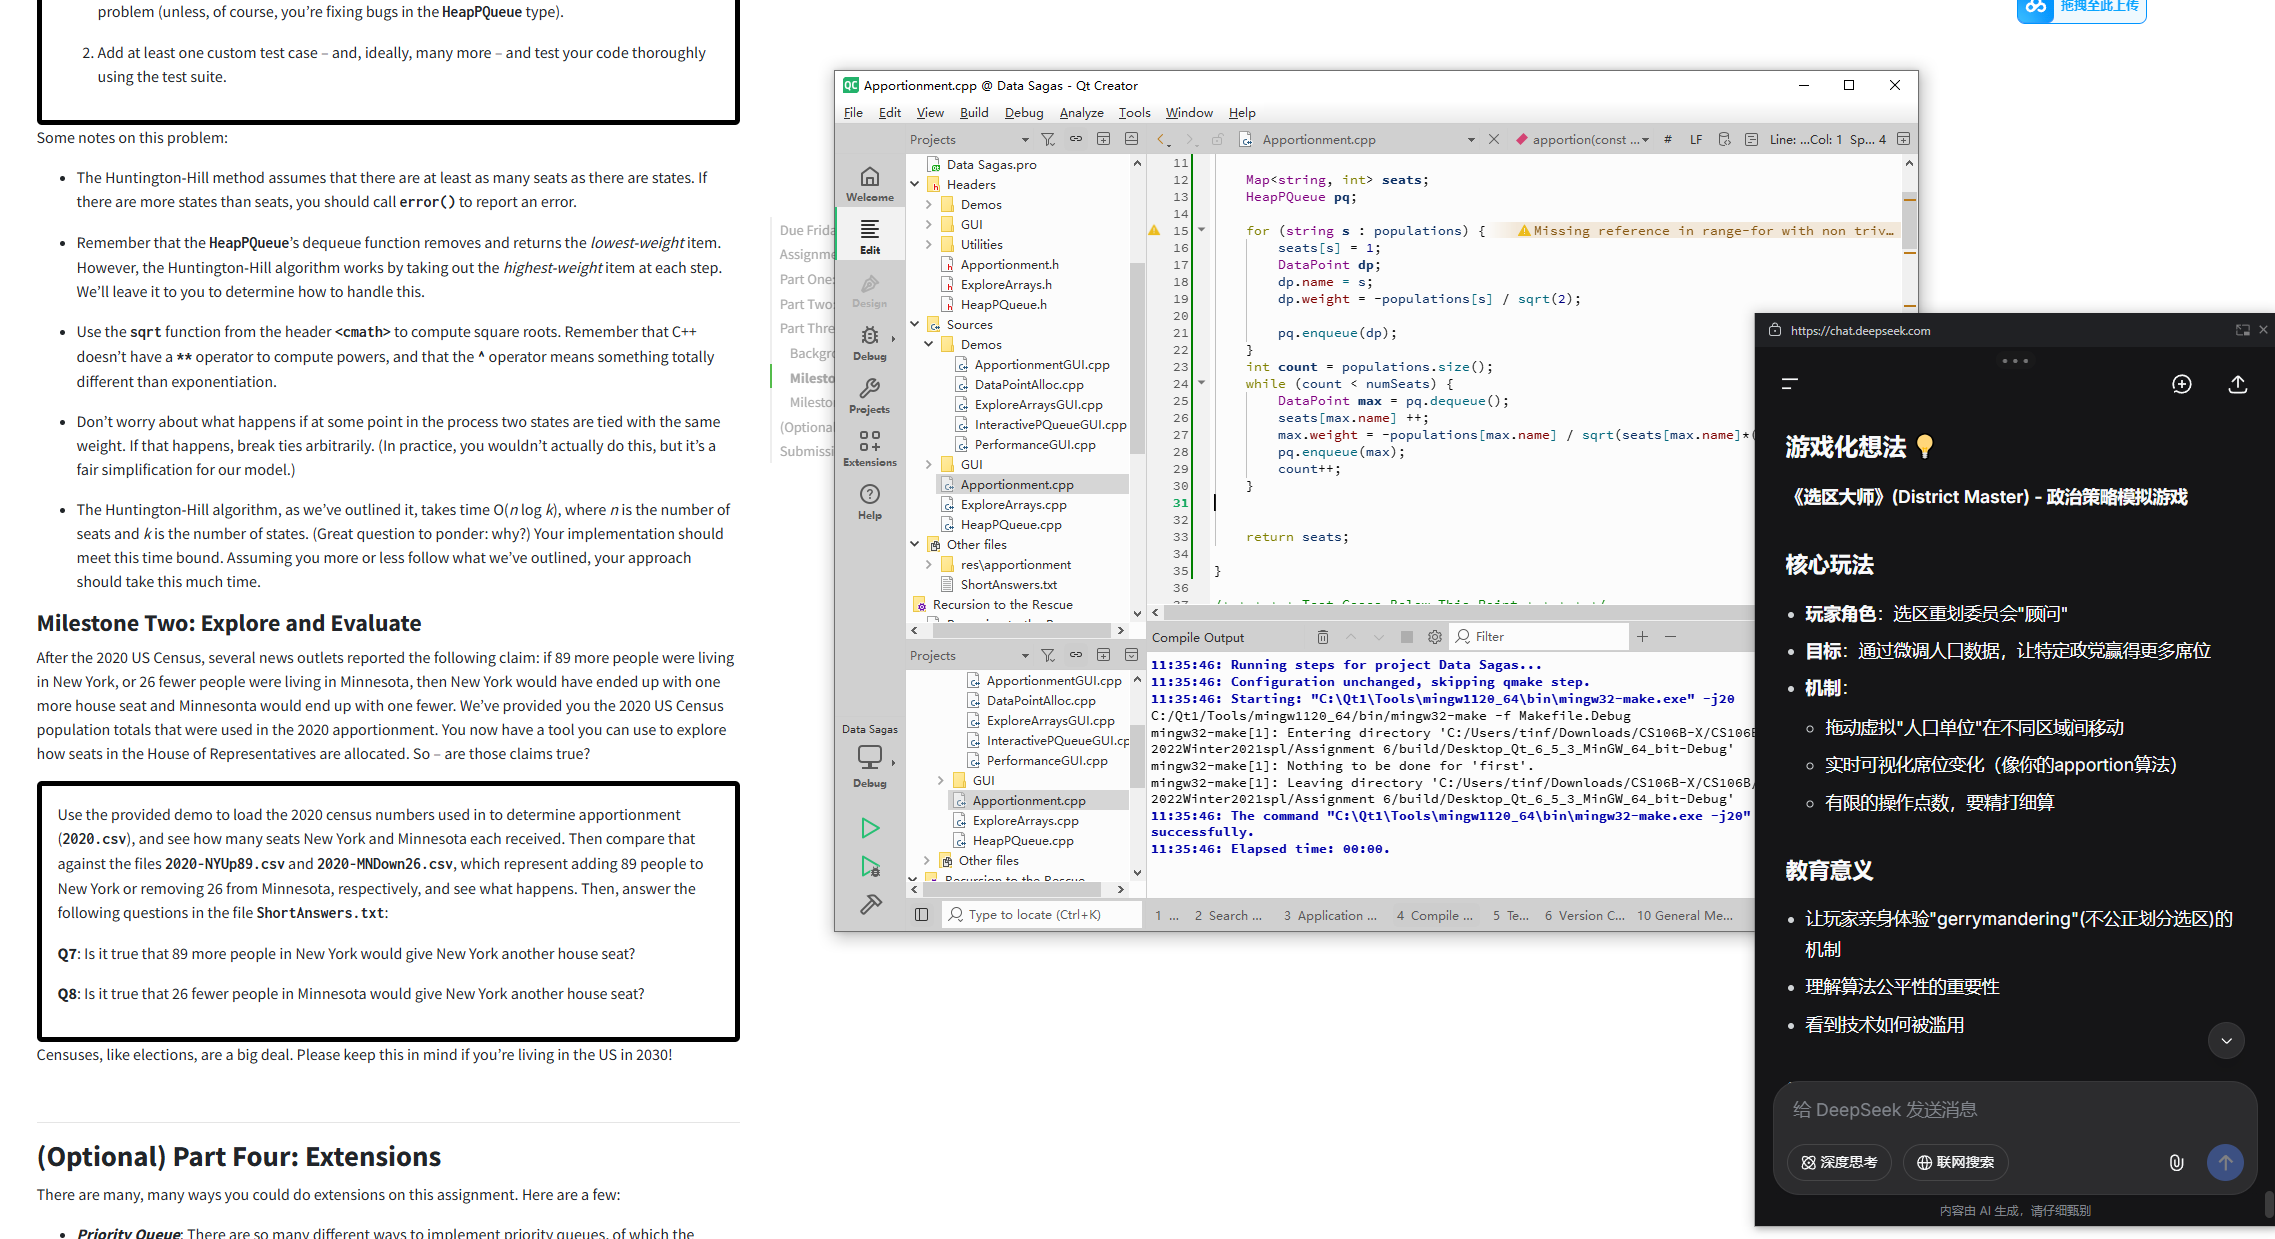 problem (unless, of course, you're fixing bugs in the HeapPQueue type).
2. Add at least one custom test case – and, ideally, many more – and test your code thoroughly
using the test suite.
Some notes on this problem:
• The Huntington-Hill method assumes that there are at least as many seats as there are states. If
there are more states than seats, you should call error() to report an error.
• Remember that the HeapPQueue's dequeue function removes and returns the lowest-weight item.
However, the Huntington-Hill algorithm works by taking out the highest-weight item at each step.
We'll leave it to you to determine how to handle this.
• Use the sqrt function from the header <cmath> to compute square roots. Remember that C++
doesn't have a ** operator to compute powers, and that the ^ operator means something totally
different than exponentiation.
• Don't worry about what happens if at some point in the process two states are tied with the same
weight. If that happens, break ties arbitrarily. (In practice, you wouldn't actually do this, but it's a
fair simplification for our model.)
• The Huntington-Hill algorithm, as we've outlined it, takes time O(n log k), where n is the number of
seats and k is the number of states. (Great question to ponder: why?) Your implementation should
meet this time bound. Assuming you more or less follow what we've outlined, your approach
should take this much time.
Milestone Two: Explore and Evaluate
After the 2020 US Census, several news outlets reported the following claim: if 89 more people were living
in New York, or 26 fewer people were living in Minnesota, then New York would have ended up with one
more house seat and Minnesonta would end up with one fewer. We've provided you the 2020 US Census
population totals that were used in the 2020 apportionment. You now have a tool you can use to explore
how seats in the House of Representatives are allocated. So – are those claims true?
Use the provided demo to load the 2020 census numbers used in to determine apportionment
(2020.csv), and see how many seats New York and Minnesota each received. Then compare that
against the files 2020-NYUp89.csv and 2020-MNDown26.csv, which represent adding 89 people to
New York or removing 26 from Minnesota, respectively, and see what happens. Then, answer the
following questions in the file ShortAnswers.txt:
Q7: Is it true that 89 more people in New York would give New York another house seat?
Q8: Is it true that 26 fewer people in Minnesota would give New York another house seat?
Censuses, like elections, are a big deal. Please keep this in mind if you're living in the US in 2030!
(Optional) Part Four: Extensions
There are many, many ways you could do extensions on this assignment. Here are a few:
• Priority Queue: There are so many different ways to implement priority queues, of which the
Due Frida
Assignme
Part One:
Part Two:
Part Thre
Backgro
Milesto
Milesto
(Optional
Submissi
拖拽至此上传
QC Apportionment.cpp @ Data Sagas - Qt Creator
File Edit View Build Debug Analyze Tools Window Help
Projects
Apportionment.cpp
apportion(const ...
# LF
Line: ...Col: 1 Sp... 4
Welcome
Edit
Design
Debug
Projects
Extensions
Help
Data Sagas
Debug
Data Sagas.pro
Headers
Demos
GUI
Utilities
Apportionment.h
ExploreArrays.h
HeapPQueue.h
Sources
Demos
ApportionmentGUI.cpp
DataPointAlloc.cpp
ExploreArraysGUI.cpp
InteractivePQueueGUI.cpp
PerformanceGUI.cpp
GUI
Apportionment.cpp
ExploreArrays.cpp
HeapPQueue.cpp
Other files
res\apportionment
ShortAnswers.txt
Recursion to the Rescue
Projects
ApportionmentGUI.cpp
DataPointAlloc.cpp
ExploreArraysGUI.cpp
InteractivePQueueGUI.cp
PerformanceGUI.cpp
GUI
Apportionment.cpp
ExploreArrays.cpp
HeapPQueue.cpp
Other files
Recursion to the Rescue
11
12 Map<string, int> seats;
13 HeapPQueue pq;
14
15 for (string s : populations) { Missing reference in range-for with non triv...
16 seats[s] = 1;
17 DataPoint dp;
18 dp.name = s;
19 dp.weight = -populations[s] / sqrt(2);
20
21 pq.enqueue(dp);
22 }
23 int count = populations.size();
24 while (count < numSeats) {
25 DataPoint max = pq.dequeue();
26 seats[max.name] ++;
27 max.weight = -populations[max.name] / sqrt(seats[max.name]*(
28 pq.enqueue(max);
29 count++;
30 }
31
32
33 return seats;
34
35 }
36
Compile Output
Filter
11:35:46: Running steps for project Data Sagas...
11:35:46: Configuration unchanged, skipping qmake step.
11:35:46: Starting: "C:\Qt1\Tools\mingw1120_64\bin\mingw32-make.exe" -j20
C:/Qt1/Tools/mingw1120_64/bin/mingw32-make -f Makefile.Debug
mingw32-make[1]: Entering directory 'C:/Users/tinf/Downloads/CS106B-X/CS106B
2022Winter2021spl/Assignment 6/build/Desktop_Qt_6_5_3_MinGW_64_bit-Debug'
mingw32-make[1]: Nothing to be done for 'first'.
mingw32-make[1]: Leaving directory 'C:/Users/tinf/Downloads/CS106B-X/CS106B/
2022Winter2021spl/Assignment 6/build/Desktop_Qt_6_5_3_MinGW_64_bit-Debug'
11:35:46: The command "C:\Qt1\Tools\mingw1120_64\bin\mingw32-make.exe -j20"
successfully.
11:35:46: Elapsed time: 00:00.
Type to locate (Ctrl+K)
1 ... 2 Search ... 3 Application ... 4 Compile ... 5 Te... 6 Version C... 10 General Me...
https://chat.deepseek.com
游戏化想法💡
《选区大师》(District Master) - 政治策略模拟游戏
核心玩法
• 玩家角色：选区重划委员会"顾问"
• 目标：通过微调人口数据，让特定政党赢得更多席位
• 机制：
◦ 拖动虚拟"人口单位"在不同区域间移动
◦ 实时可视化席位变化（像你的apportion算法）
◦ 有限的操作点数，要精打细算
教育意义
• 让玩家亲身体验"gerrymandering"(不公正划分选区)的
机制
• 理解算法公平性的重要性
• 看到技术如何被滥用
给 DeepSeek 发送消息
深度思考
联网搜索
内容由 AI 生成，请仔细甄别